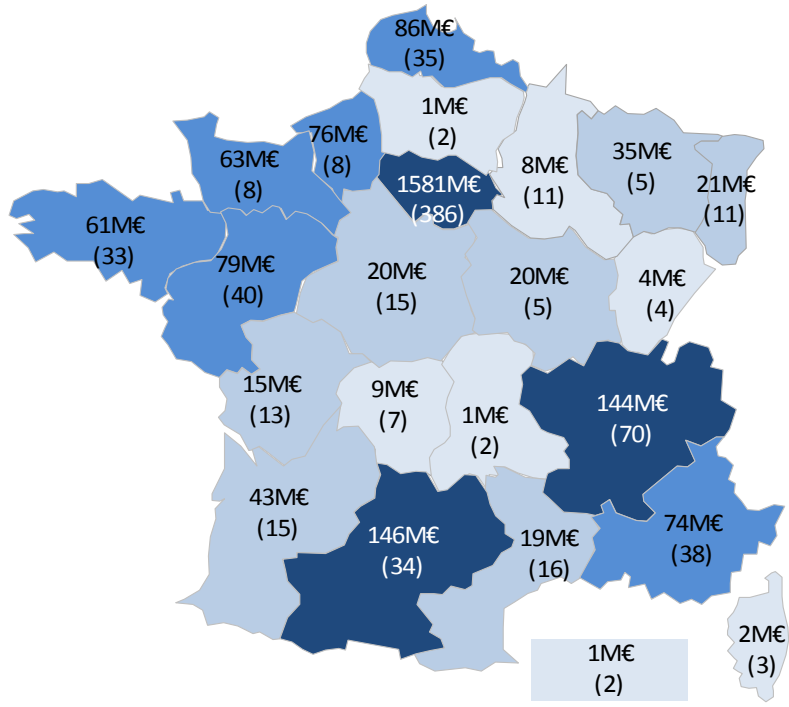 86M€
(35)
1M€
(2)
76M€
(8)
63M€
(8)
8M€
(11)
35M€
(5)
21M€
(11)
1581M€
(386)
61M€
(33)
79M€
(40)
20M€
(15)
20M€
(5)
4M€
(4)
15M€
(13)
9M€
(7)
1M€
(2)
144M€
(70)
43M€
(15)
146M€
(34)
19M€
(16)
74M€
(38)
2M€
(3)
1M€
(2)